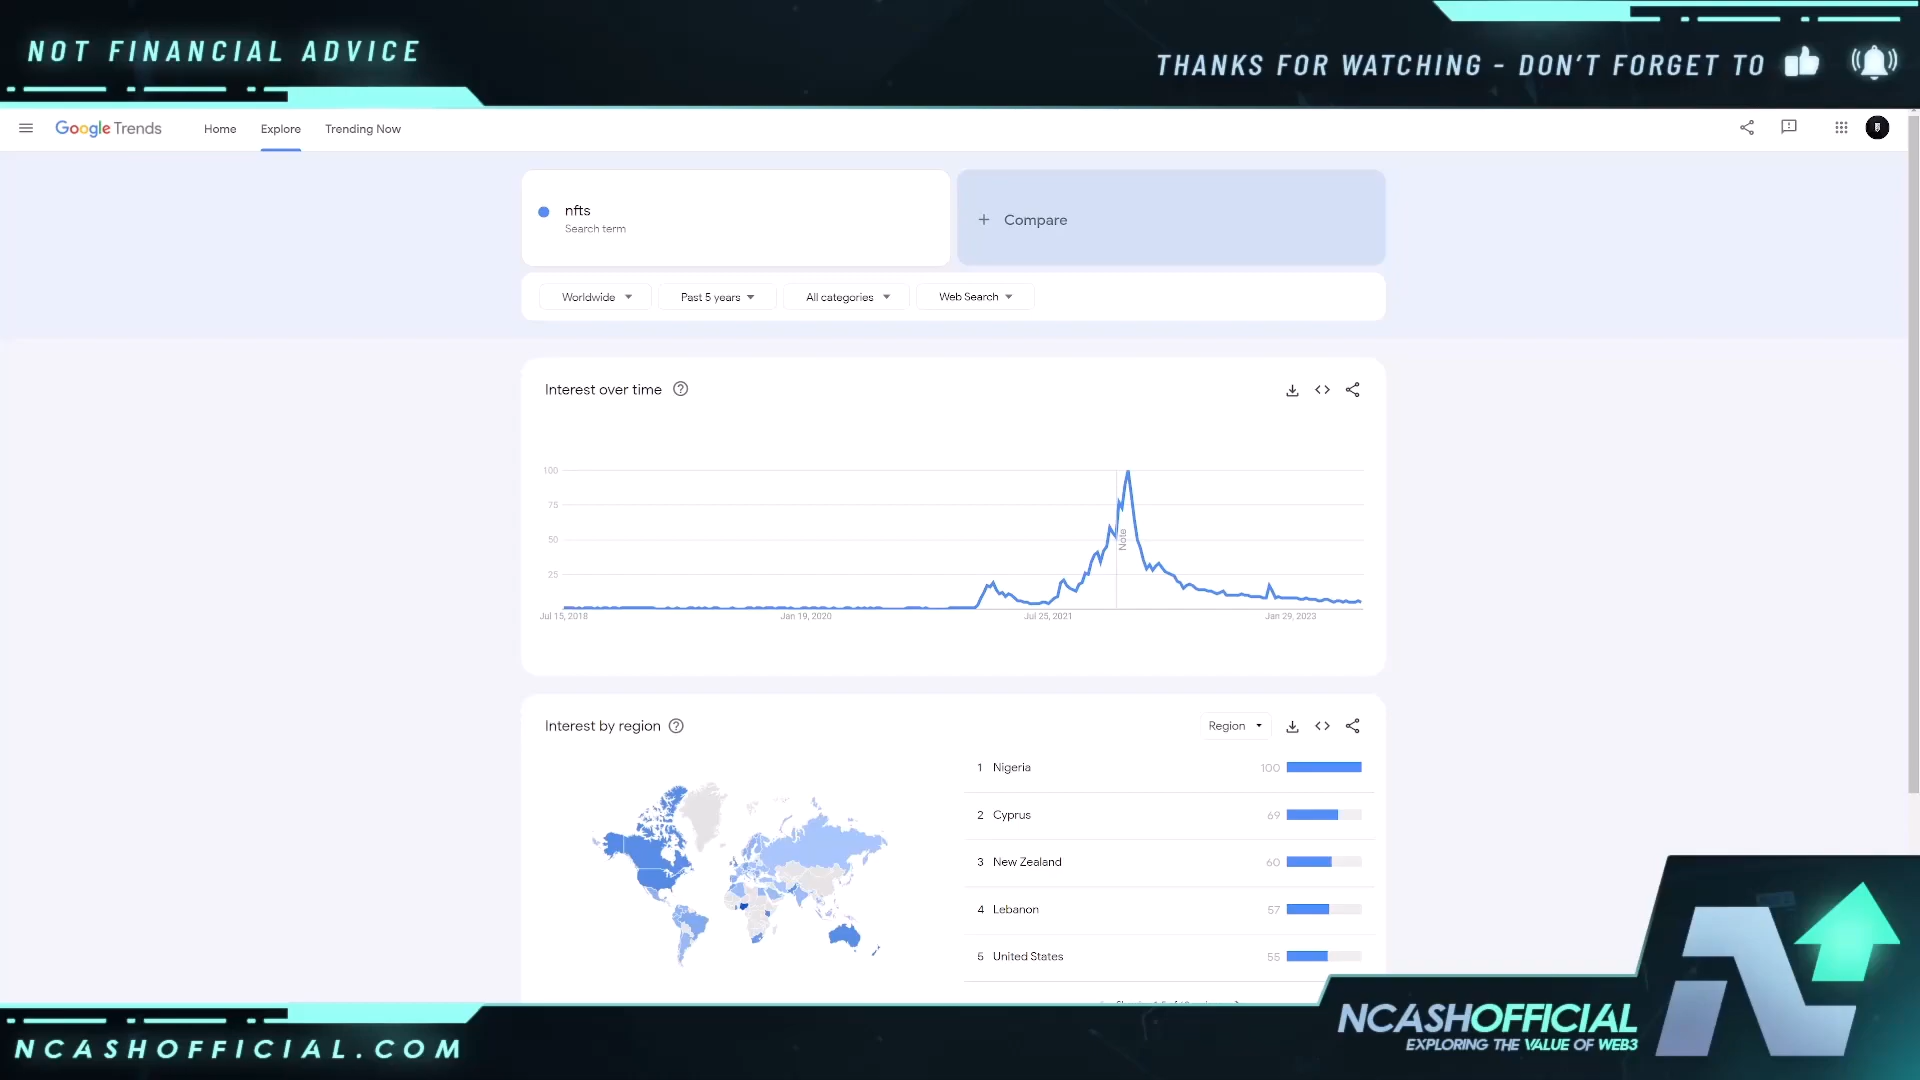 NOT FINANCIAL ADVICE
THANKS FOR WATCHING - DON'T FORGET TO
Google Trends
Home
Explore
Trending Now
nfts
Search term
+ Compare
Worldwide
Past 5 years
All categories
Web Search
Interest over time
100
75
50
25
Note
Jul 15, 2018
Jan 19, 2020
Jul 25, 2021
Jan 29, 2023
Interest by region
Region
1 Nigeria 100
2 Cyprus 69
3 New Zealand 60
4 Lebanon 57
5 United States 55
NCASHOFFICIAL.COM
NCASHOFFICIAL
EXPLORING THE VALUE OF WEB3